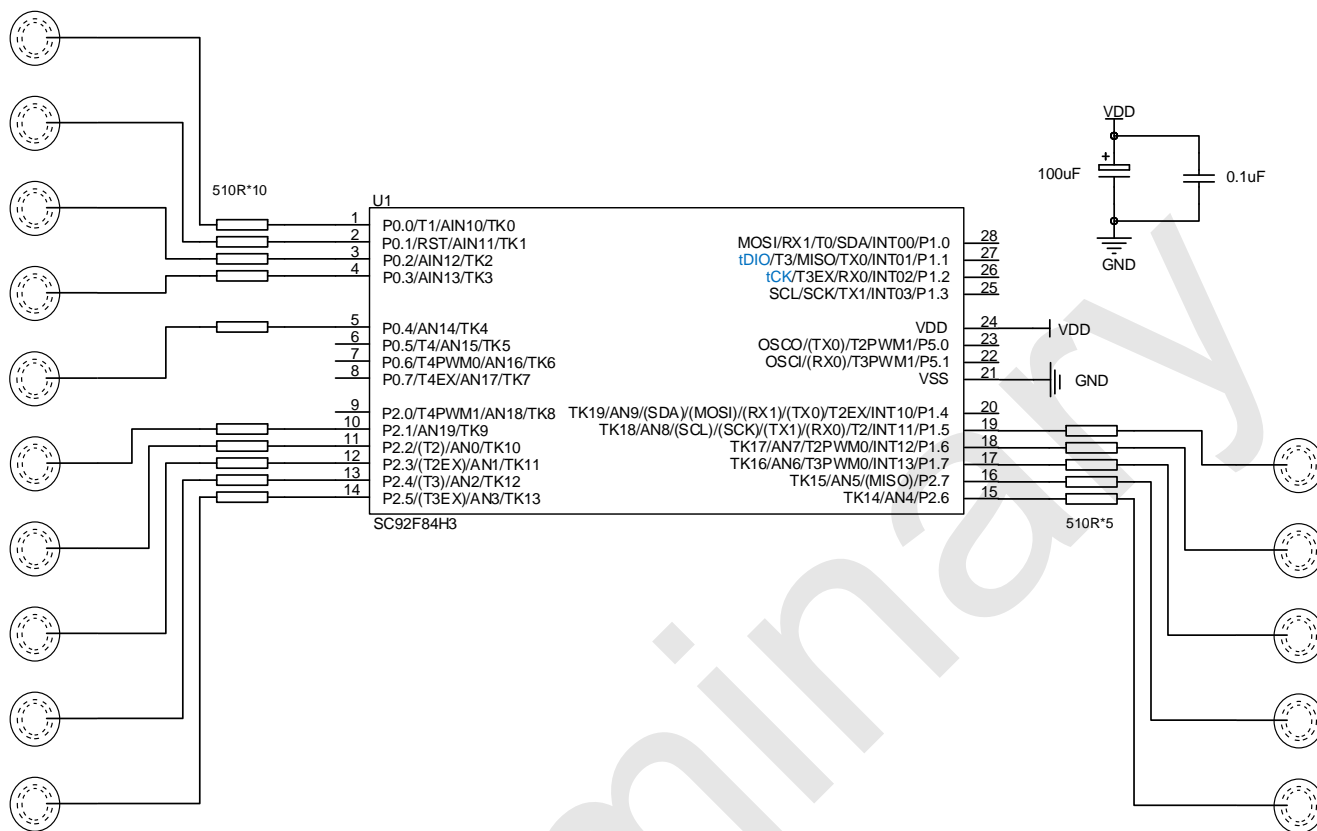 VDD
100uF
+
0.1uF
GND
510R*10
U1
1 P0.0/T1/AIN10/TK0
2 P0.1/RST/AIN11/TK1
3 P0.2/AIN12/TK2
4 P0.3/AIN13/TK3
5 P0.4/AN14/TK4
6 P0.5/T4/AN15/TK5
7 P0.6/T4PWM0/AN16/TK6
8 P0.7/T4EX/AN17/TK7
9 P2.0/T4PWM1/AN18/TK8
10 P2.1/AN19/TK9
11 P2.2/(T2)/AN0/TK10
12 P2.3/(T2EX)/AN1/TK11
13 P2.4/(T3)/AN2/TK12
14 P2.5/(T3EX)/AN3/TK13
MOSI/RX1/T0/SDA/INT00/P1.0 28
tDIO/T3/MISO/TX0/INT01/P1.1 27
tCK/T3EX/RX0/INT02/P1.2 26
SCL/SCK/TX1/INT03/P1.3 25
VDD 24 VDD
OSCO/(TX0)/T2PWM1/P5.0 23
OSCI/(RX0)/T3PWM1/P5.1 22
VSS 21 GND
TK19/AN9/(SDA)/(MOSI)/(RX1)/(TX0)/T2EX/INT10/P1.4 20
TK18/AN8/(SCL)/(SCK)/(TX1)/(RX0)/T2/INT11/P1.5 19
TK17/AN7/T2PWM0/INT12/P1.6 18
TK16/AN6/T3PWM0/INT13/P1.7 17
TK15/AN5/(MISO)/P2.7 16
TK14/AN4/P2.6 15
SC92F84H3
510R*5
minary